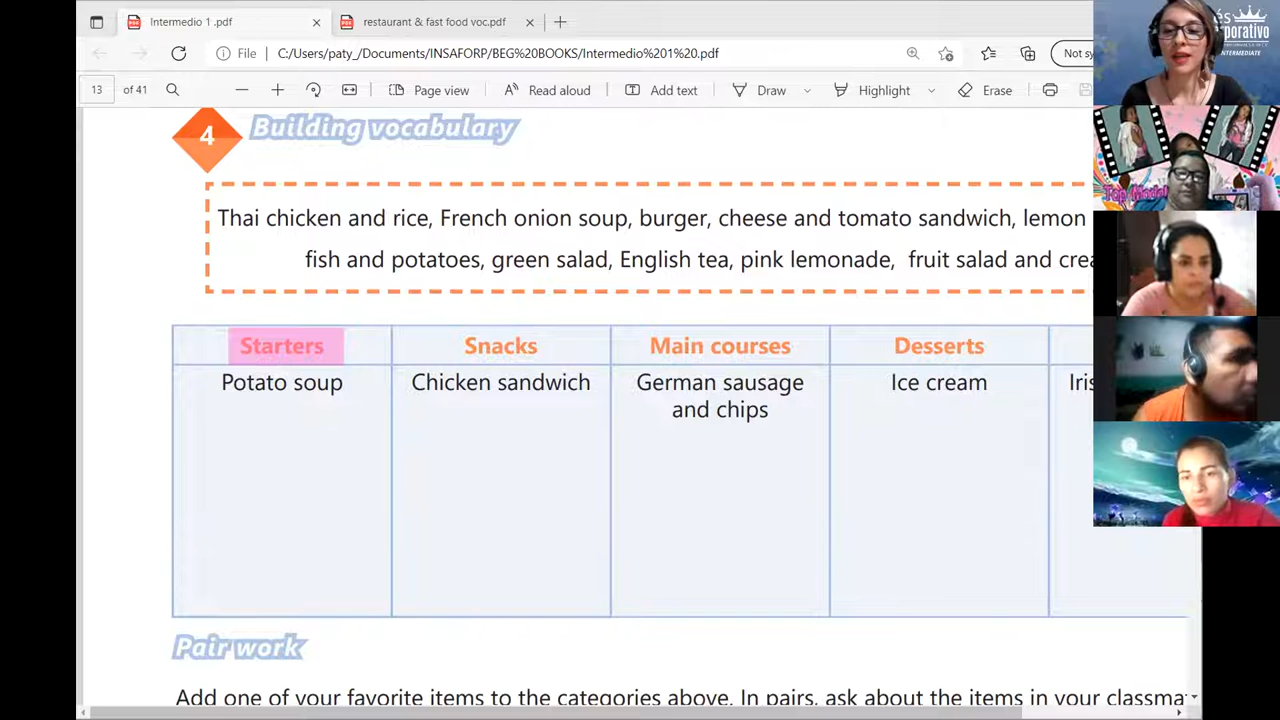 Intermedio 1 .pdf
restaurant & fast food voc.pdf
File
C:/Users/paty_/Documents/INSAFORP/BEG%20BOOKS/Intermedio%201%20.pdf
Not
13 of 41
Page view
Read aloud
Add text
Draw
Highlight
Erase
INTERMEDIATE
Top Model
4
Building vocabulary
Thai chicken and rice, French onion soup, burger, cheese and tomato sandwich, lemon
fish and potatoes, green salad, English tea, pink lemonade, fruit salad and
Starters Snacks Main courses Desserts
Potato soup Chicken sandwich German sausage Ice cream
and chips
Pair work
Add one of your favorite items to the categories above. In pairs, ask about the items in your